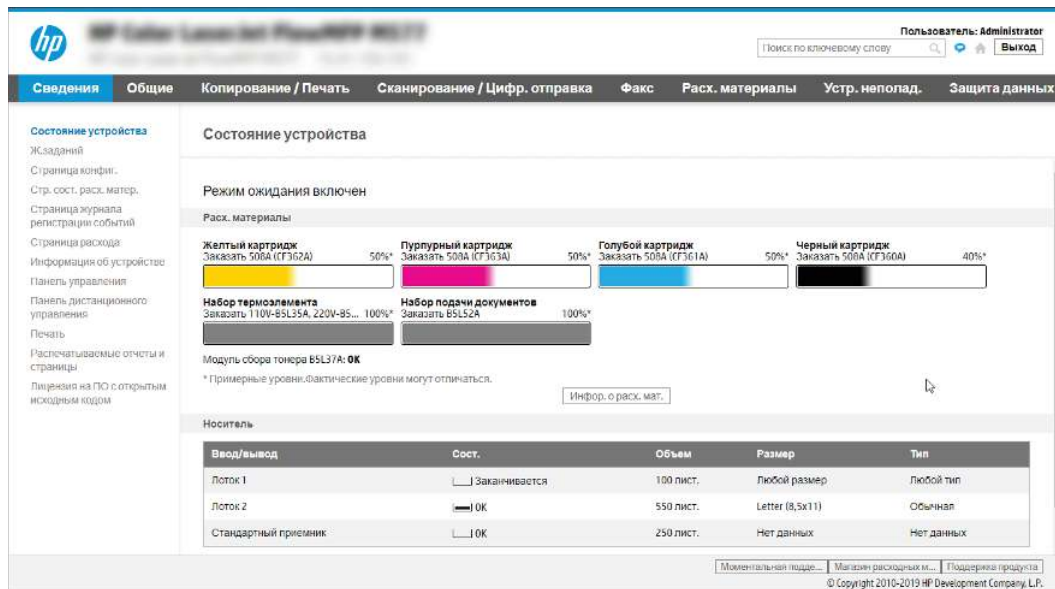 hp
Пользователь: Administrator
Поиск по ключевому слову
Выход
Сведения Общие Копирование / Печать Сканирование / Цифр. отправка Факс Расх. материалы Устр. неполад. Защита данных
Состояние устройства
Ж.заданий
Страница конфиг.
Стр. сост. расх. матер.
Страница журнала
регистрации событий
Страница расхода
Информация об устройстве
Панель управления
Панель дистанционного
управления
Печать
Распечатываемые отчеты и
страницы
Лицензия на ПО с открытым
исходным кодом
Состояние устройства
Режим ожидания включен
Расх. материалы
Желтый картридж Пурпурный картридж Голубой картридж Черный картридж
Заказать 508A (CF362A) 50%* Заказать 508A (CF363A) 50%* Заказать 508A (CF361A) 50%* Заказать 508A (CF360A) 40%*
Набор термоэлемента Набор подачи документов
Заказать 110V-B5L35A, 220V-B5... 100%* Заказать B5L52A 100%*
Модуль сбора тонера B5L37A: OK
* Примерные уровни.Фактические уровни могут отличаться.
Инфор. о расх. мат.
Носитель
Ввод/вывод Сост. Объем Размер Тип
Лоток 1 Заканчивается 100 лист. Любой размер Любой тип
Лоток 2 OK 550 лист. Letter (8,5x11) Обычная
Стандартный приемник OK 250 лист. Нет данных Нет данных
Моментальная подде... Магазин расходных м... Поддержка продукта
© Copyright 2010-2019 HP Development Company, L.P.